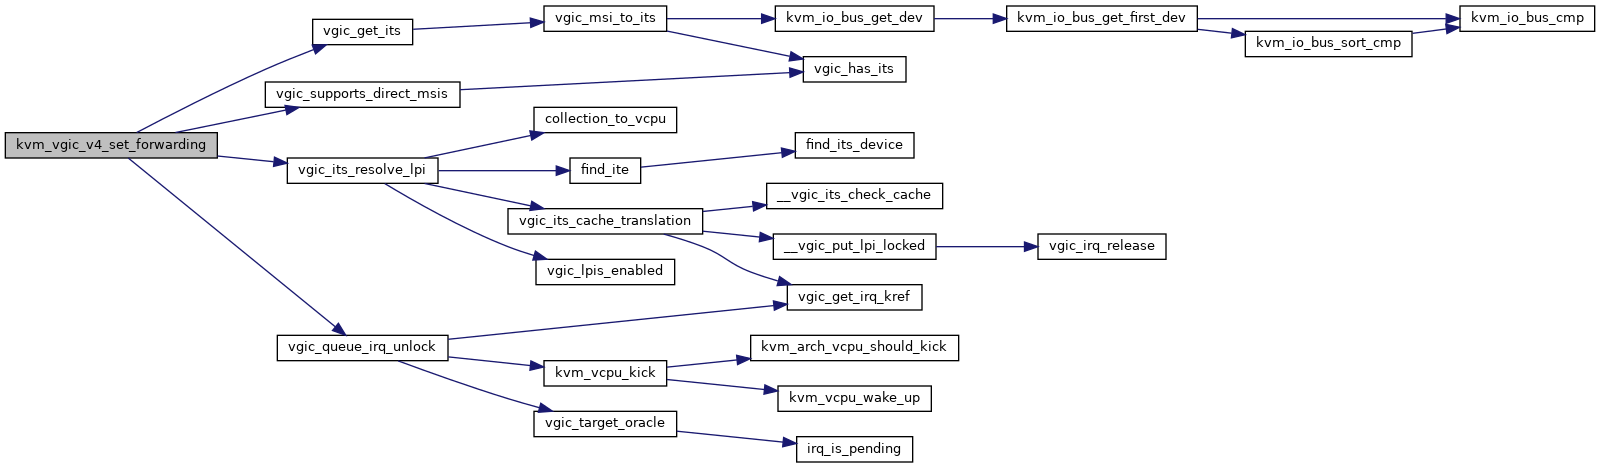 kvm_vgic_v4_set_forwarding
vgic_get_its
vgic_supports_direct_msis
vgic_its_resolve_lpi
vgic_queue_irq_unlock
vgic_msi_to_its
collection_to_vcpu
find_ite
vgic_its_cache_translation
vgic_lpis_enabled
kvm_vcpu_kick
vgic_target_oracle
kvm_io_bus_get_dev
vgic_has_its
find_its_device
__vgic_its_check_cache
__vgic_put_lpi_locked
vgic_get_irq_kref
kvm_arch_vcpu_should_kick
kvm_vcpu_wake_up
irq_is_pending
kvm_io_bus_get_first_dev
vgic_irq_release
kvm_io_bus_sort_cmp
kvm_io_bus_cmp